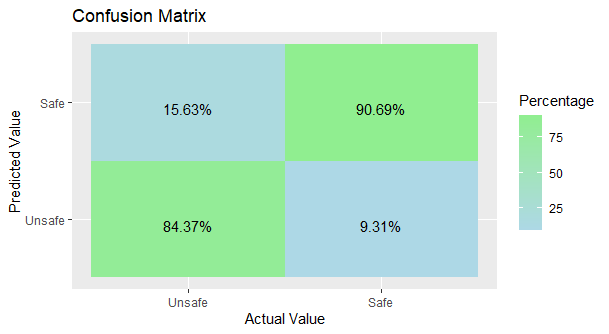 Confusion Matrix
Predicted Value
Safe
Unsafe
15.63%
90.69%
84.37%
9.31%
Unsafe
Safe
Actual Value
Percentage
75
50
25